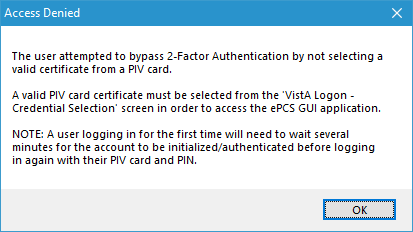 Access Denied
The user attempted to bypass 2-Factor Authentication by not selecting a
valid certificate from a PIV card.
A valid PIV card certificate must be selected from the 'VistA Logon -
Credential Selection' screen in order to access the ePCS GUI application.
NOTE: A user logging in for the first time will need to wait several
minutes for the account to be initialized/authenticated before logging
in again with their PIV card and PIN.
OK